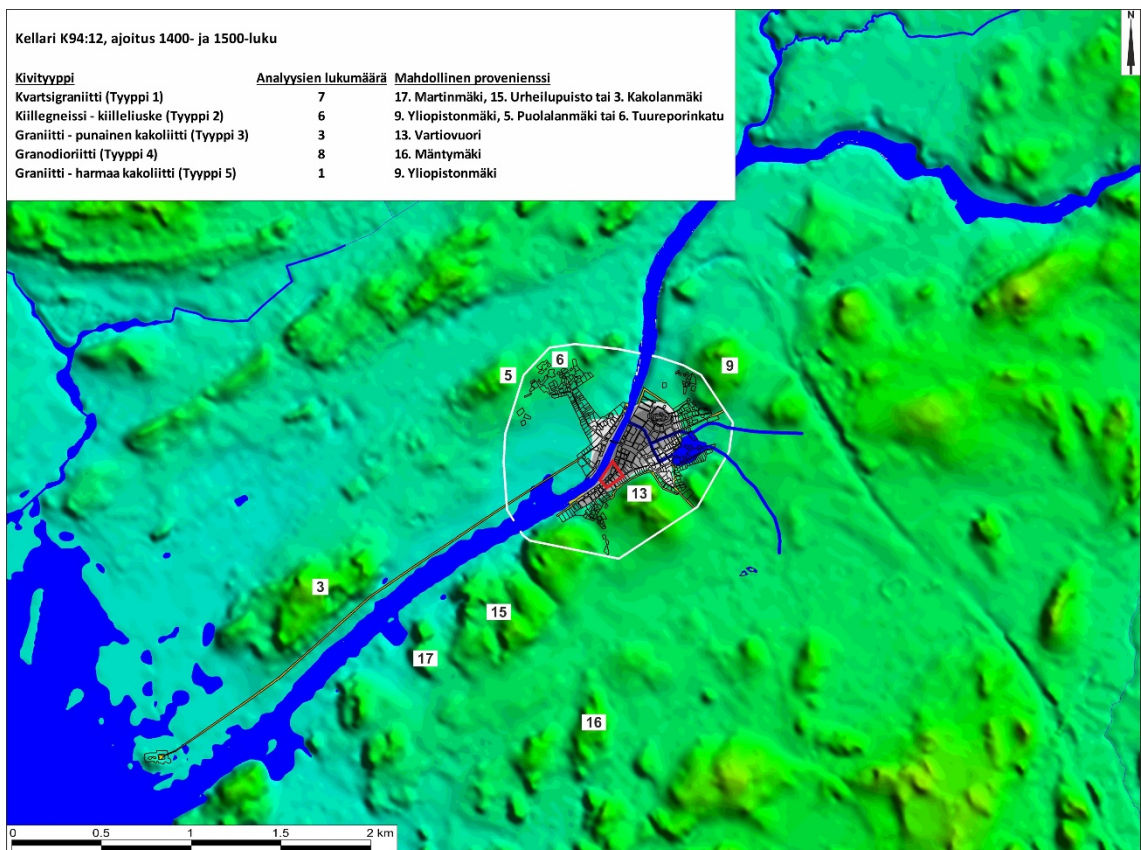 Kellari K94:12, ajoitus 1400- ja 1500-luku
N
Kivityyppi Analyysien lukumäärä Mahdollinen provenienssi
Kvartsigraniitti (Tyyppi 1) 7 17. Martinmäki, 15. Urheilupuisto tai 3. Kakolanmäki
Kiillegneissi - kiilleliuske (Tyyppi 2) 6 9. Yliopistonmäki, 5. Puolalanmäki tai 6. Tuureporinkatu
Graniitti - punainen kakoliitti (Tyyppi 3) 3 13. Vartiovuori
Granodioriitti (Tyyppi 4) 8 16. Mäntymäki
Graniitti - harmaa kakoliitti (Tyyppi 5) 1 9. Yliopistonmäki
6
9
5
13
3
15
17
16
0 0.5 1 1.5 2 km